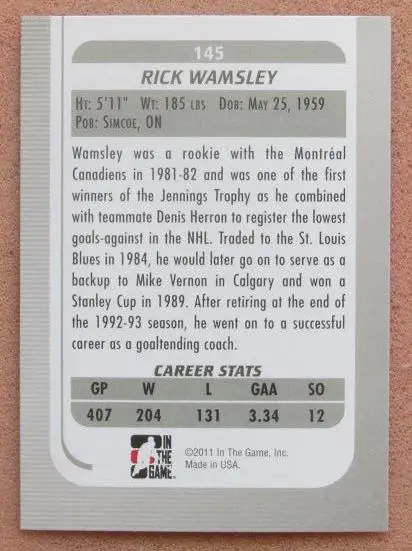 145
RICK WAMSLEY
HT: 5'11" WT: 185 LBS DOB: MAY 25, 1959
POB: SIMCOE, ON
Wamsley was a rookie with the Montréal
Canadiens in 1981-82 and was one of the first
winners of the Jennings Trophy as he combined
with teammate Denis Herron to register the lowest
goals-against in the NHL. Traded to the St. Louis
Blues in 1984, he would later go on to serve as a
backup to Mike Vernon in Calgary and won a
Stanley Cup in 1989. After retiring at the end of
the 1992-93 season, he went on to a successful
career as a goaltending coach.
CAREER STATS
GP W L GAA SO
407 204 131 3.34 12
IN
THE
GAME
©2011 In The Game, Inc.
Made in USA.